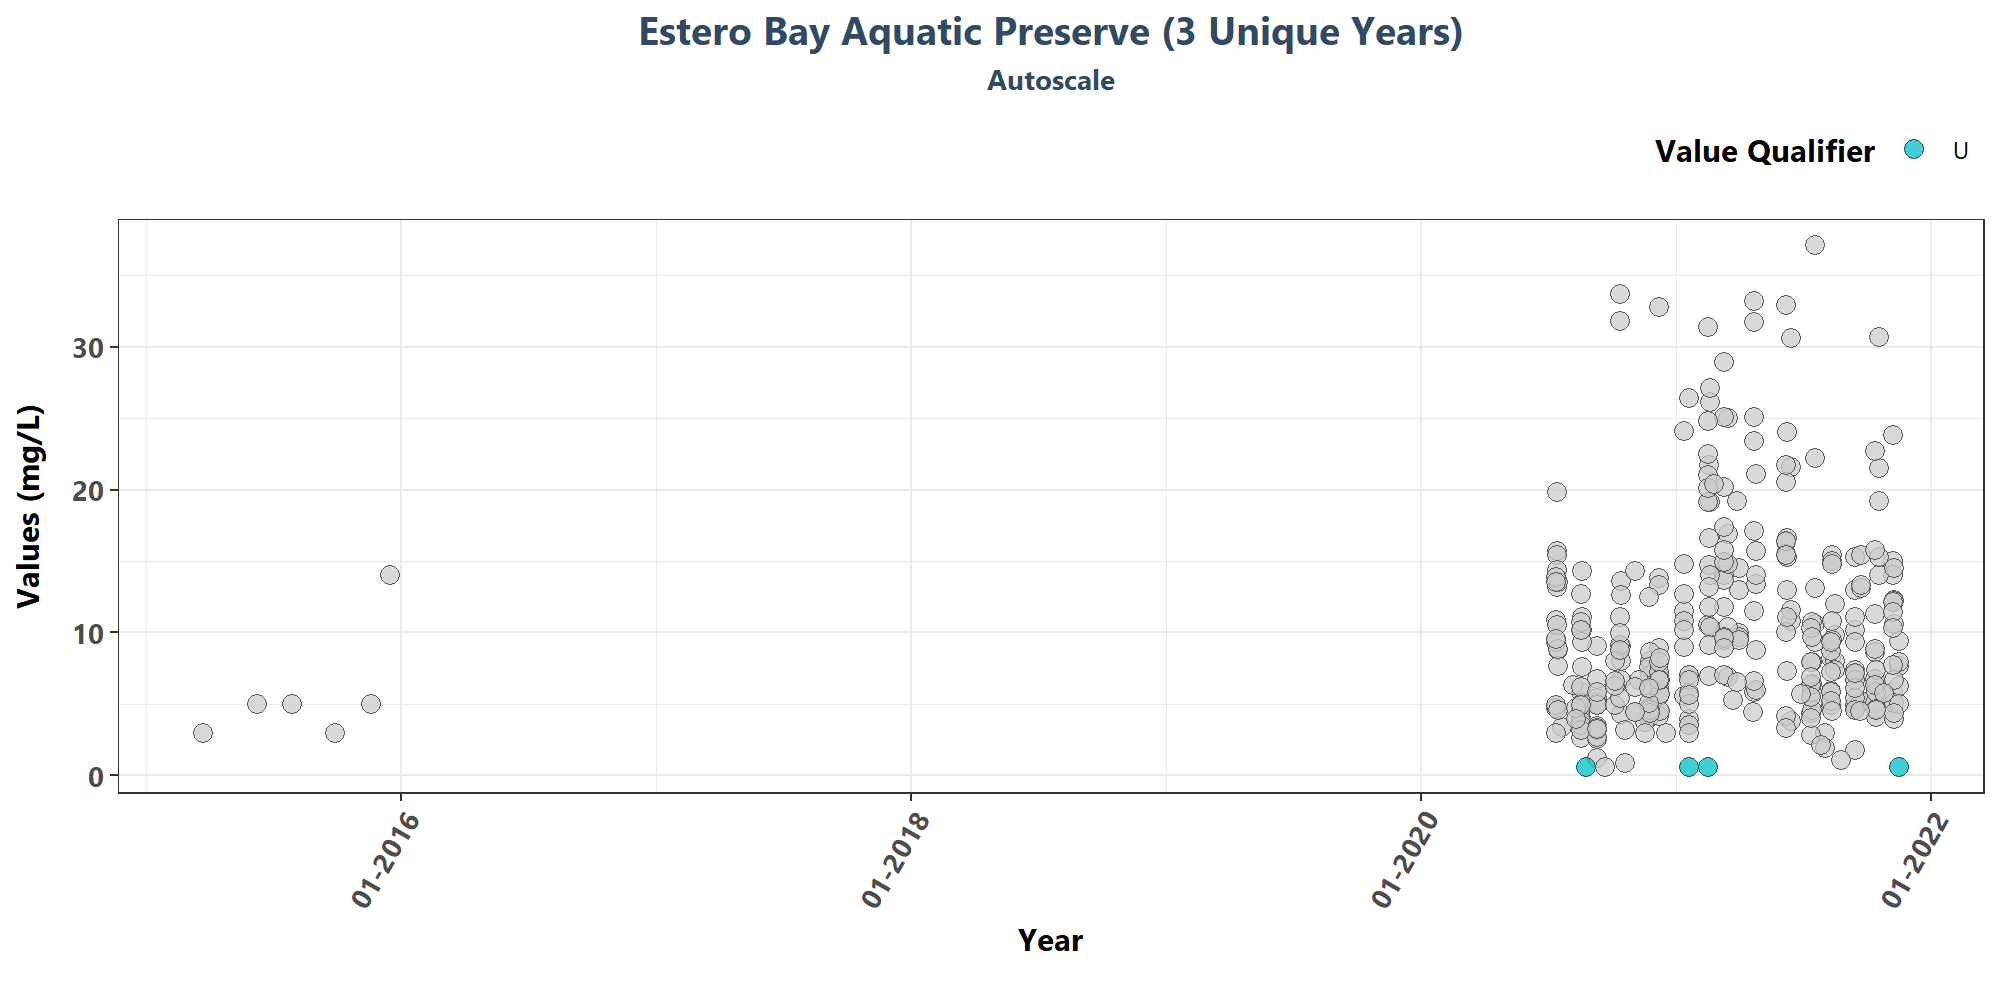 Estero Bay Aquatic Preserve (3 Unique Years)
Autoscale
Value Qualifier U
Values (mg/L)
30
20
10
0
01-2016
01-2018
01-2020
01-2022
Year